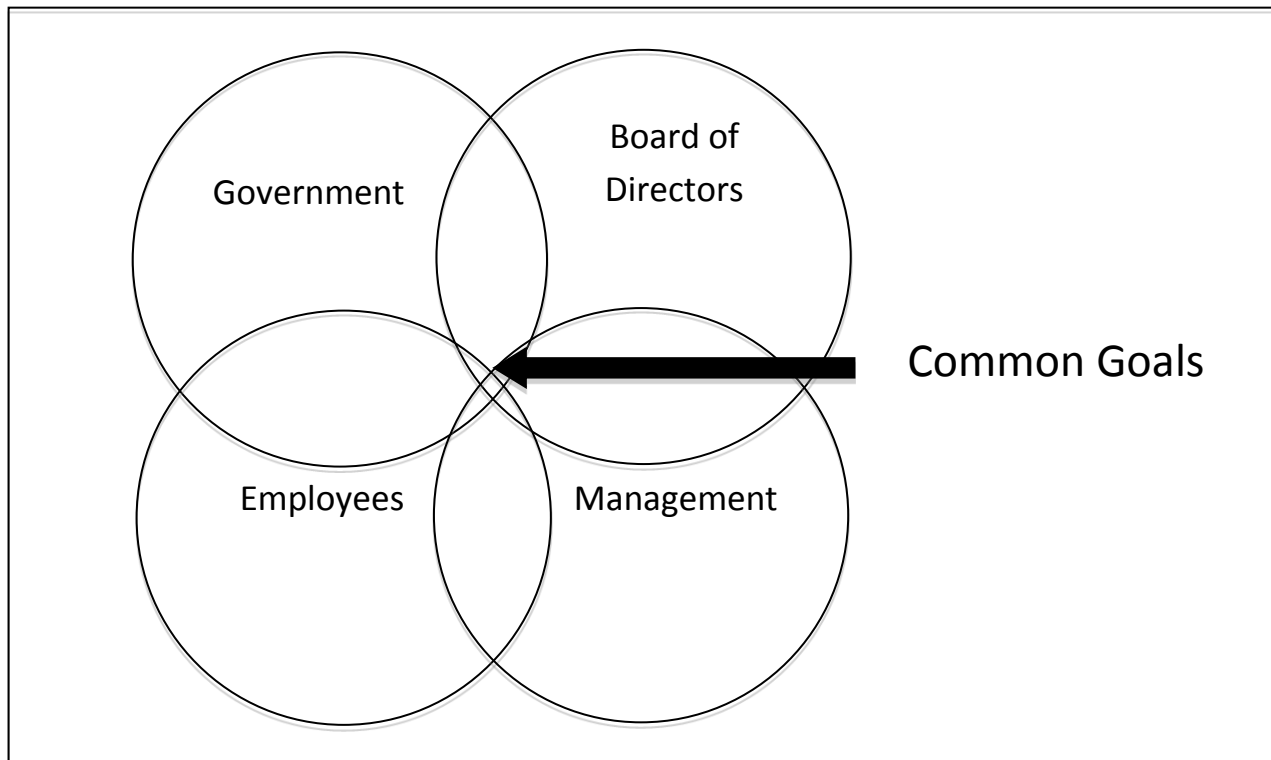 Government
Board of
Directors
Common Goals
Employees
Management